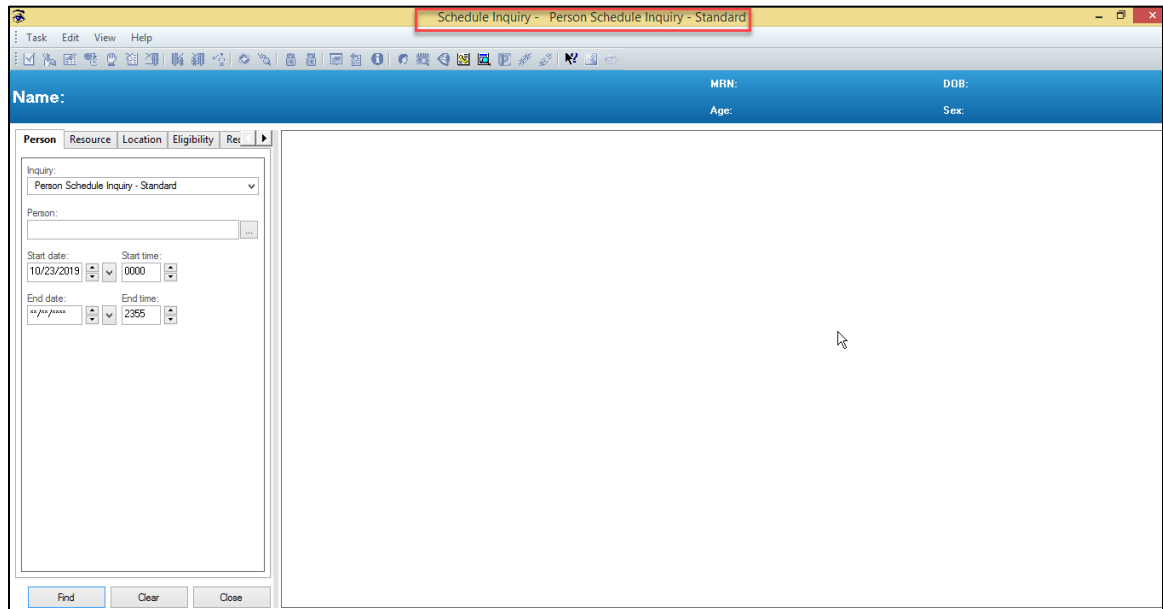 Schedule Inquiry - Person Schedule Inquiry - Standard
Task Edit View Help
Name:
MRN:
DOB:
Age:
Sex:
Person Resource Location Eligibility Rec
Inquiry:
Person Schedule Inquiry - Standard
Person:
...
Start date: Start time:
10/23/2019 0000
End date: End time:
**/**/**** 2355
Find Clear Close